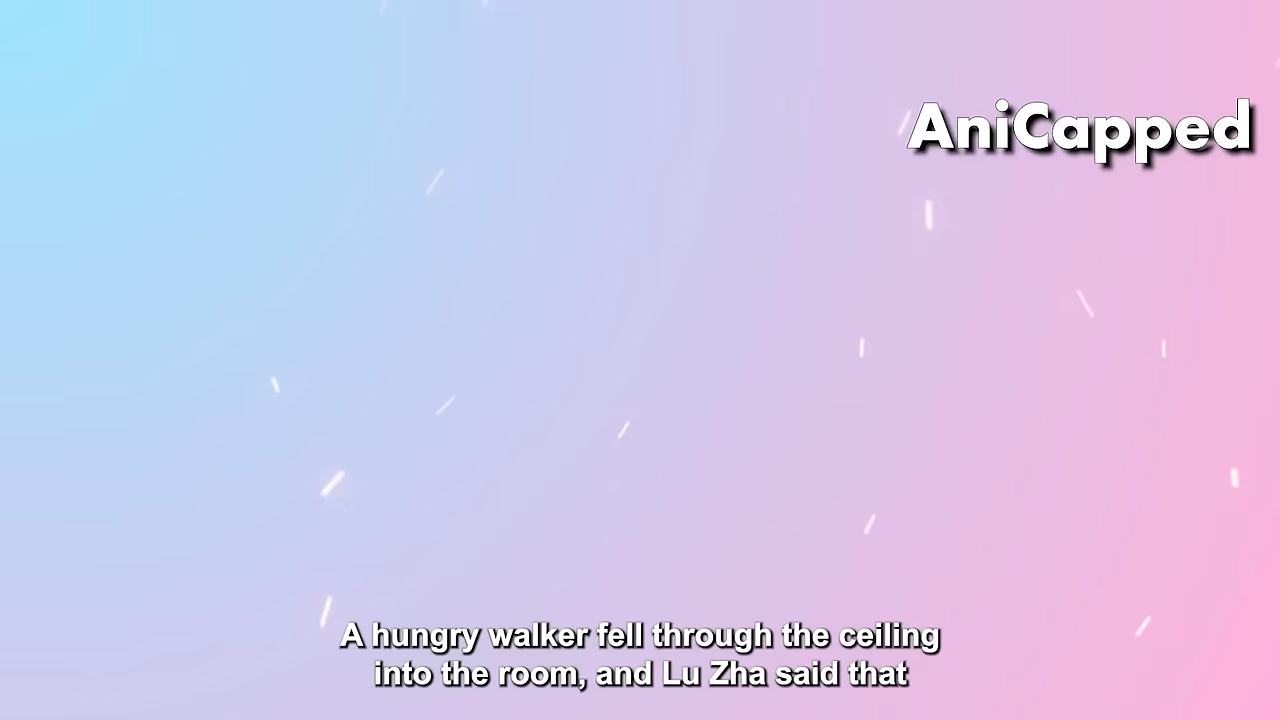 AniCapped
A hungry walker fell through the ceiling
into the room, and Lu Zha said that